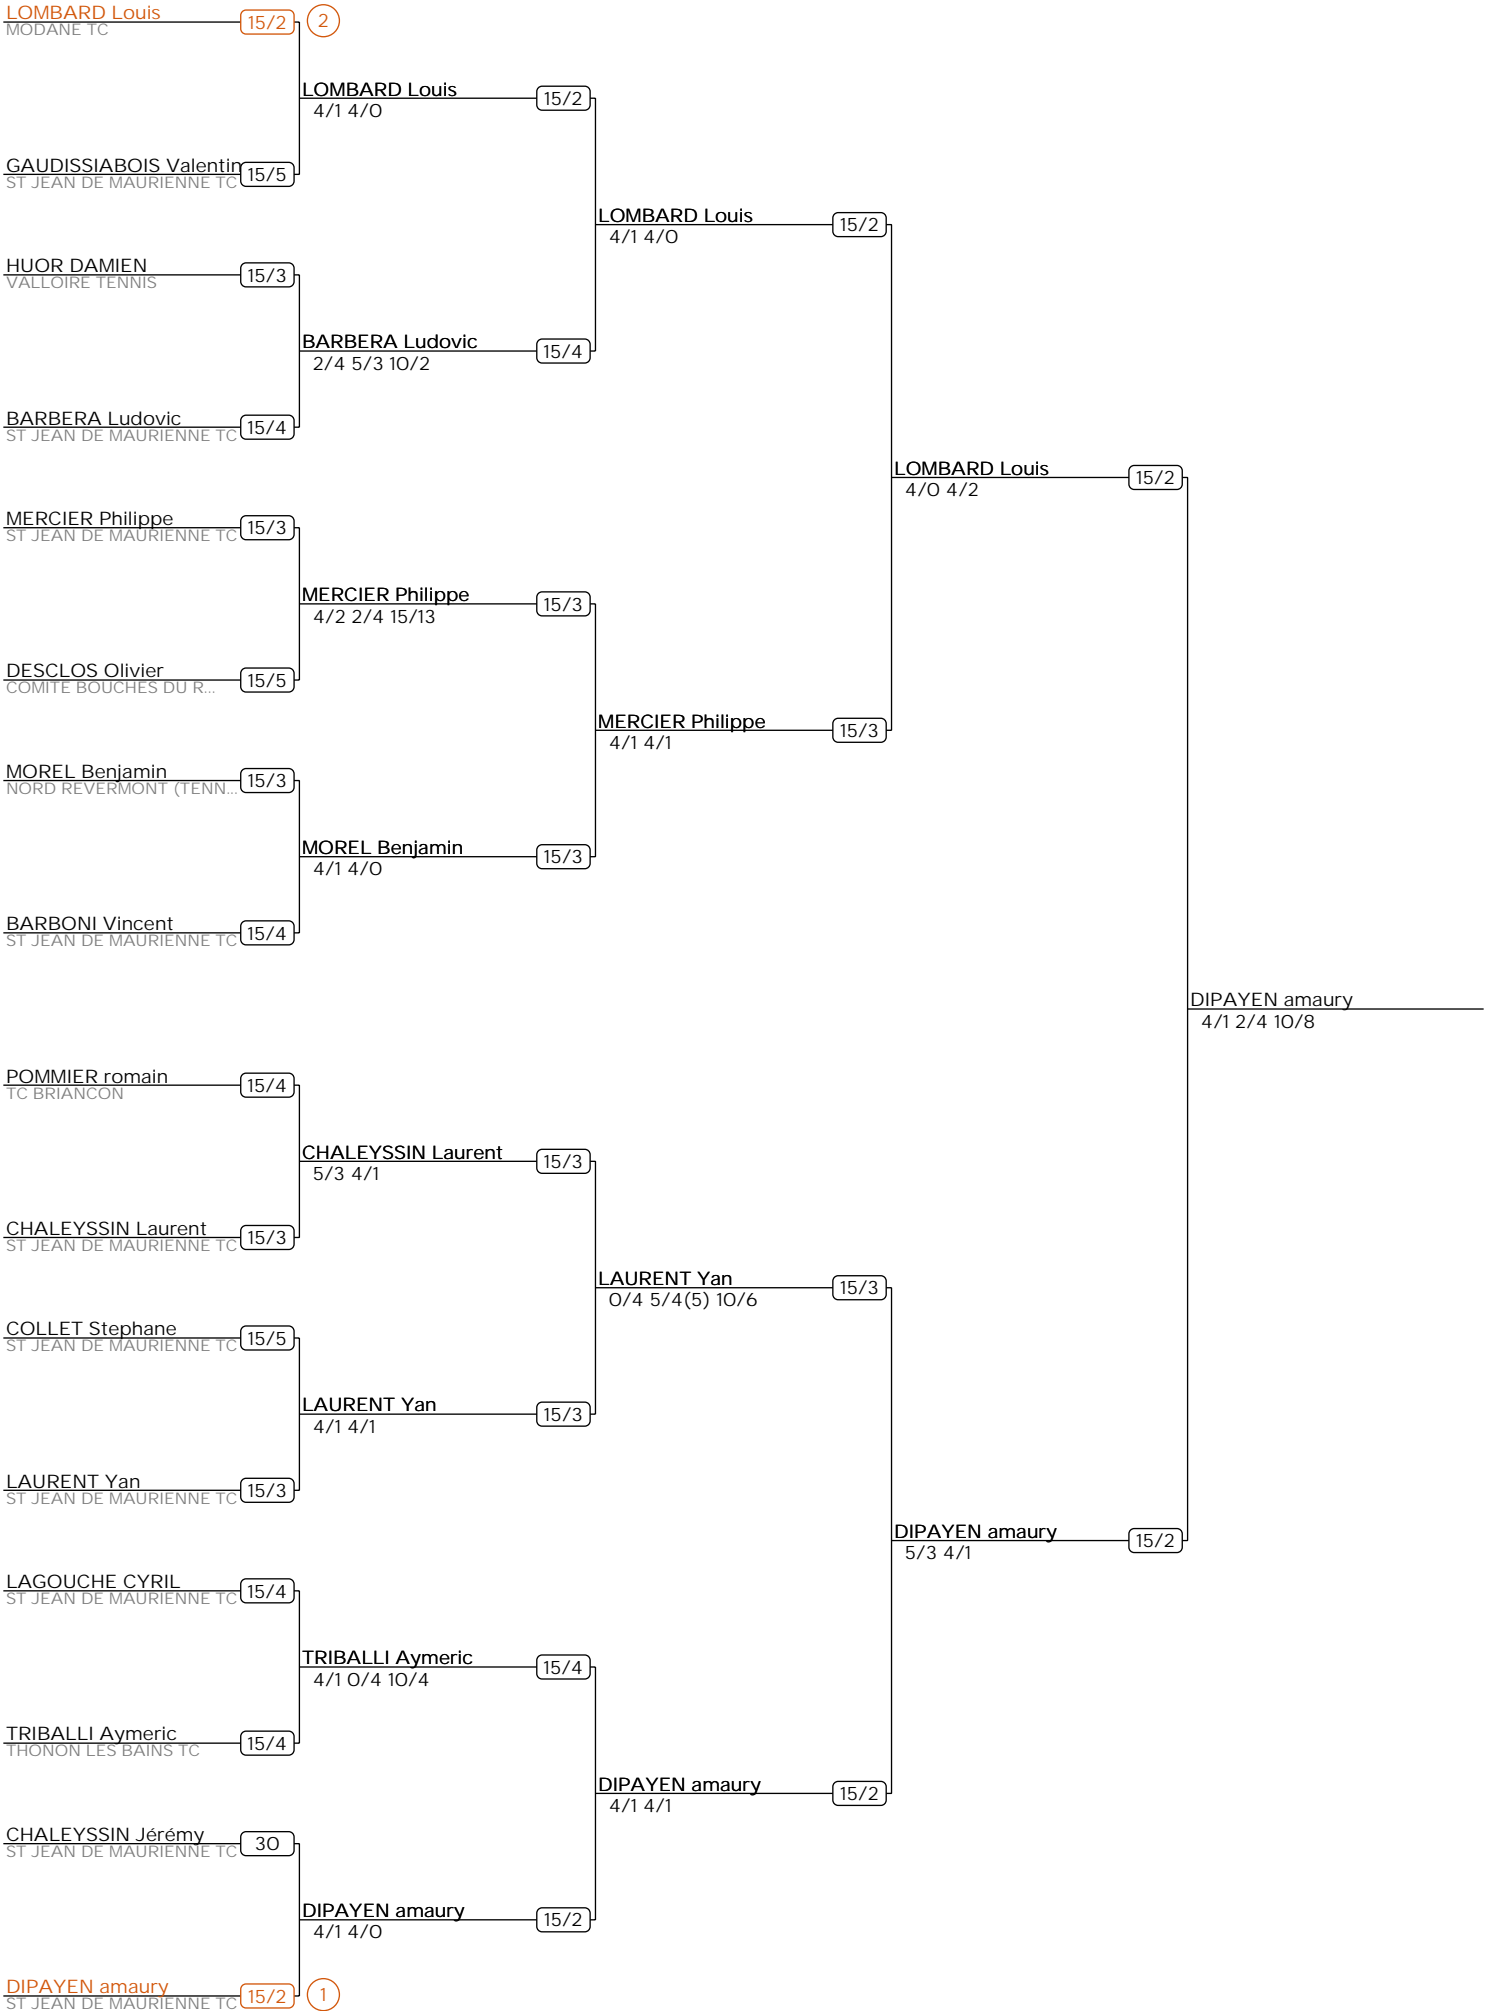 LOMBARD Louis
MODANE TC
15/2
2
LOMBARD Louis
4/1 4/0
15/2
GAUDISSIABOIS Valentin
ST JEAN DE MAURIENNE TC
15/5
LOMBARD Louis
4/1 4/0
15/2
HUOR DAMIEN
VALLOIRE TENNIS
15/3
BARBERA Ludovic
2/4 5/3 10/2
15/4
BARBERA Ludovic
ST JEAN DE MAURIENNE TC
15/4
LOMBARD Louis
4/0 4/2
15/2
MERCIER Philippe
ST JEAN DE MAURIENNE TC
15/3
MERCIER Philippe
4/2 2/4 15/13
15/3
DESCLOS Olivier
COMITE BOUCHES DU R...
15/5
MERCIER Philippe
4/1 4/1
15/3
MOREL Benjamin
NORD REVERMONT (TENN...
15/3
MOREL Benjamin
4/1 4/0
15/3
BARBONI Vincent
ST JEAN DE MAURIENNE TC
15/4
DIPAYEN amaury
4/1 2/4 10/8
POMMIER romain
TC BRIANCON
15/4
CHALEYSSIN Laurent
5/3 4/1
15/3
CHALEYSSIN Laurent
ST JEAN DE MAURIENNE TC
15/3
LAURENT Yan
0/4 5/4(5) 10/6
15/3
COLLET Stephane
ST JEAN DE MAURIENNE TC
15/5
LAURENT Yan
4/1 4/1
15/3
LAURENT Yan
ST JEAN DE MAURIENNE TC
15/3
DIPAYEN amaury
5/3 4/1
15/2
LAGOUCHE CYRIL
ST JEAN DE MAURIENNE TC
15/4
TRIBALLI Aymeric
4/1 0/4 10/4
15/4
TRIBALLI Aymeric
THONON LES BAINS TC
15/4
DIPAYEN amaury
4/1 4/1
15/2
CHALEYSSIN Jérémy
ST JEAN DE MAURIENNE TC
30
DIPAYEN amaury
4/1 4/0
15/2
DIPAYEN amaury
ST JEAN DE MAURIENNE TC
15/2
1